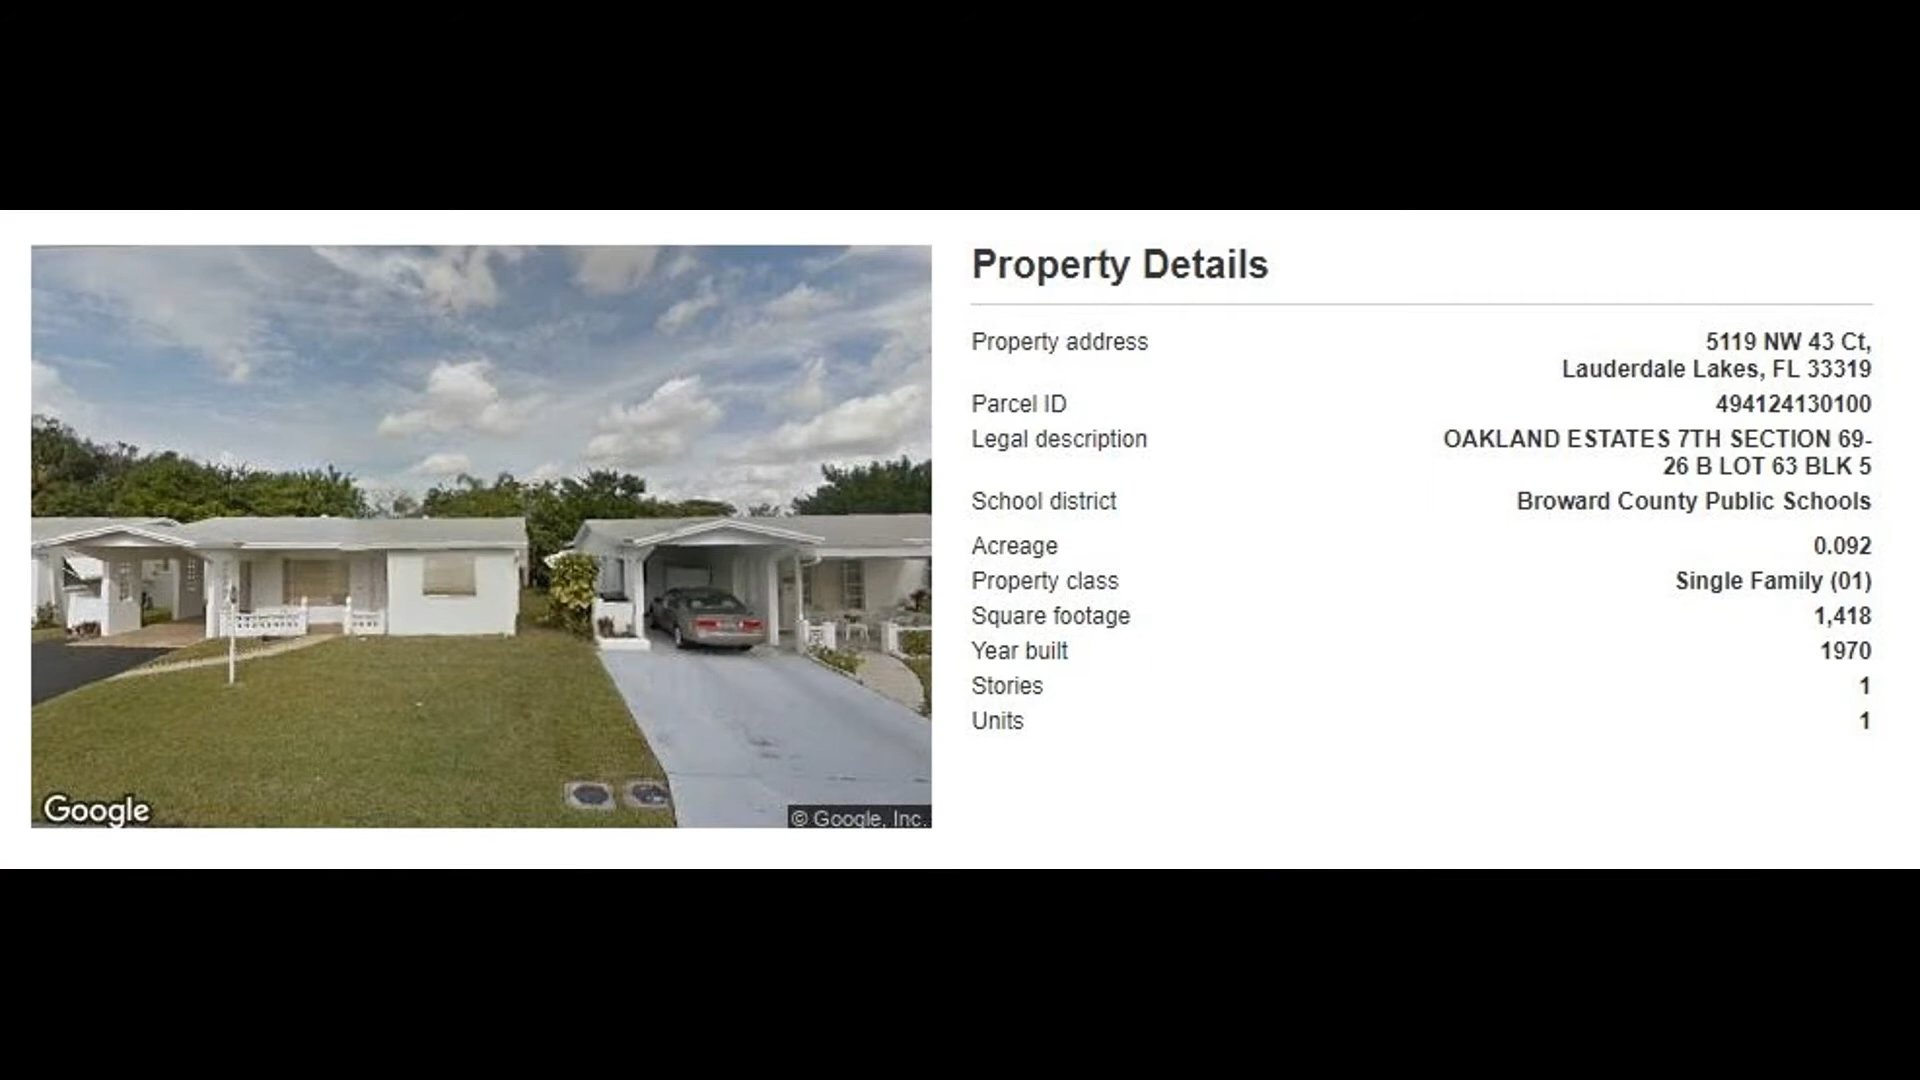 Property Details
Property address
5119 NW 43 Ct,
Lauderdale Lakes, FL 33319
Parcel ID
494124130100
Legal description
OAKLAND ESTATES 7TH SECTION 69-
26 B LOT 63 BLK 5
School district
Broward County Public Schools
Acreage
0.092
Property class
Single Family (01)
Square footage
1,418
Year built
1970
Stories
1
Units
1
Google
© Google, Inc.